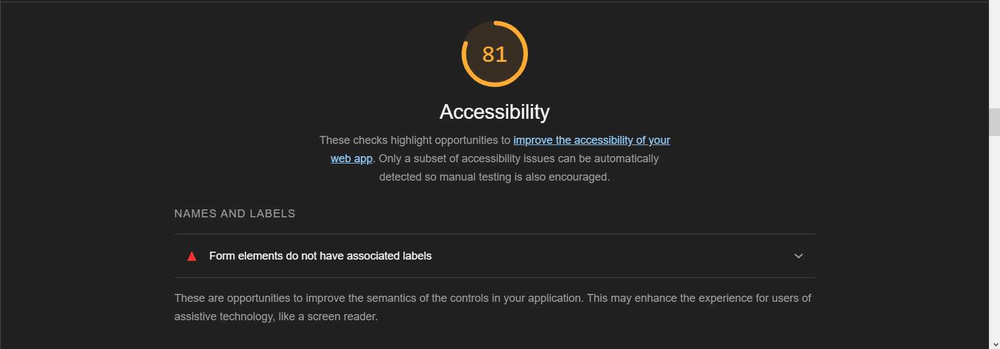 81
Accessibility
These checks highlight opportunities to improve the accessibility of your
web app. Only a subset of accessibility issues can be automatically
detected so manual testing is also encouraged.
NAMES AND LABELS
Form elements do not have associated labels
These are opportunities to improve the semantics of the controls in your application. This may enhance the experience for users of
assistive technology, like a screen reader.